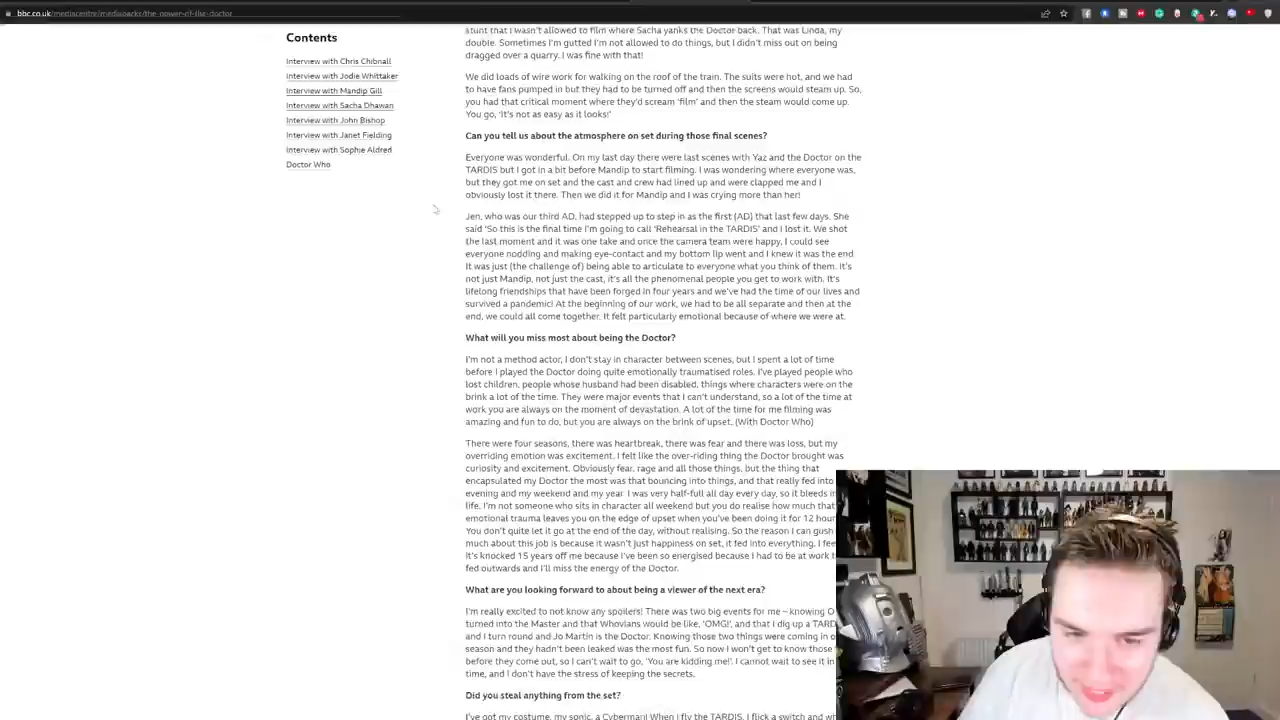 bbc.co.uk/mediacentre/mediapacks/the-power-of-the-doctor
Contents
Interview with Chris Chibnall
Interview with Jodie Whittaker
Interview with Mandip Gill
Interview with Sacha Dhawan
Interview with John Bishop
Interview with Janet Fielding
Interview with Sophie Aldred
Doctor Who
stunt that I wasn't allowed to film where Sacha yanks the Doctor back. That was Linda, my
double. Sometimes I'm gutted I'm not allowed to do things, but I didn't miss out on being
dragged over a quarry. I was fine with that!
We did loads of wire work for walking on the roof of the train. The suits were hot, and we had
to have fans pumped in but they had to be turned off and then the screens would steam up. So,
you had that critical moment where they'd scream 'film' and then the steam would come up.
You go, 'It's not as easy as it looks!'
Can you tell us about the atmosphere on set during those final scenes?
Everyone was wonderful. On my last day there were last scenes with Yaz and the Doctor on the
TARDIS but I got in a bit before Mandip to start filming. I was wondering where everyone was,
but they got me on set and the cast and crew had lined up and were clapped me and I
obviously lost it there. Then we did it for Mandip and I was crying more than her!
Jen, who was our third AD, had stepped up to step in as the first (AD) that last few days. She
said 'So this is the final time I'm going to call 'Rehearsal in the TARDIS' and I lost it. We shot
the last moment and it was one take and once the camera team were happy, I could see
everyone nodding and making eye-contact and my bottom lip went and I knew it was the end
It was just (the challenge of) being able to articulate to everyone what you think of them. It's
not just Mandip, not just the cast, it's all the phenomenal people you get to work with. It's
lifelong friendships that have been forged in four years and we've had the time of our lives and
survived a pandemic! At the beginning of our work, we had to be all separate and then at the
end, we could all come together. It felt particularly emotional because of where we were at.
What will you miss most about being the Doctor?
I'm not a method actor, I don't stay in character between scenes, but I spent a lot of time
before I played the Doctor doing quite emotionally traumatised roles. I've played people who
lost children, people whose husband had been disabled, things where characters were on the
brink a lot of the time. They were major events that I can't understand, so a lot of the time at
work you are always on the moment of devastation. A lot of the time for me filming was
amazing and fun to do, but you are always on the brink of upset. (With Doctor Who)
There were four seasons, there was heartbreak, there was fear and there was loss, but my
overriding emotion was excitement. I felt like the over-riding thing the Doctor brought was
curiosity and excitement. Obviously fear, rage and all those things, but the thing that
encapsulated my Doctor the most was that bouncing into things, and that really fed into
evening and my weekend and my year. I was very half-full all day every day, so it bleeds in
life. I'm not someone who sits in character all weekend but you do realise how much that
emotional trauma leaves you on the edge of upset when you've been doing it for 12 hour
You don't quite let it go at the end of the day, without realising. So the reason I can gush
much about this job is because it wasn't just happiness on set, it fed into everything. I fee
it's knocked 15 years off me because I've been so energised because I had to be at work t
fed outwards and I'll miss the energy of the Doctor.
What are you looking forward to about being a viewer of the next era?
I'm really excited to not know any spoilers! There was two big events for me – knowing O
turned into the Master and that Whovians would be like, 'OMG!', and that I dig up a TARD
and I turn round and Jo Martin is the Doctor. Knowing those two things were coming in o
season and they hadn't been leaked was the most fun. So now I won't get to know those
before they come out, so I can't wait to go, 'You are kidding me!'. I cannot wait to see it in
time, and I don't have the stress of keeping the secrets.
Did you steal anything from the set?
I've got my costume, my sonic, a Cyberman! When I fly the TARDIS, I flick a switch and wh